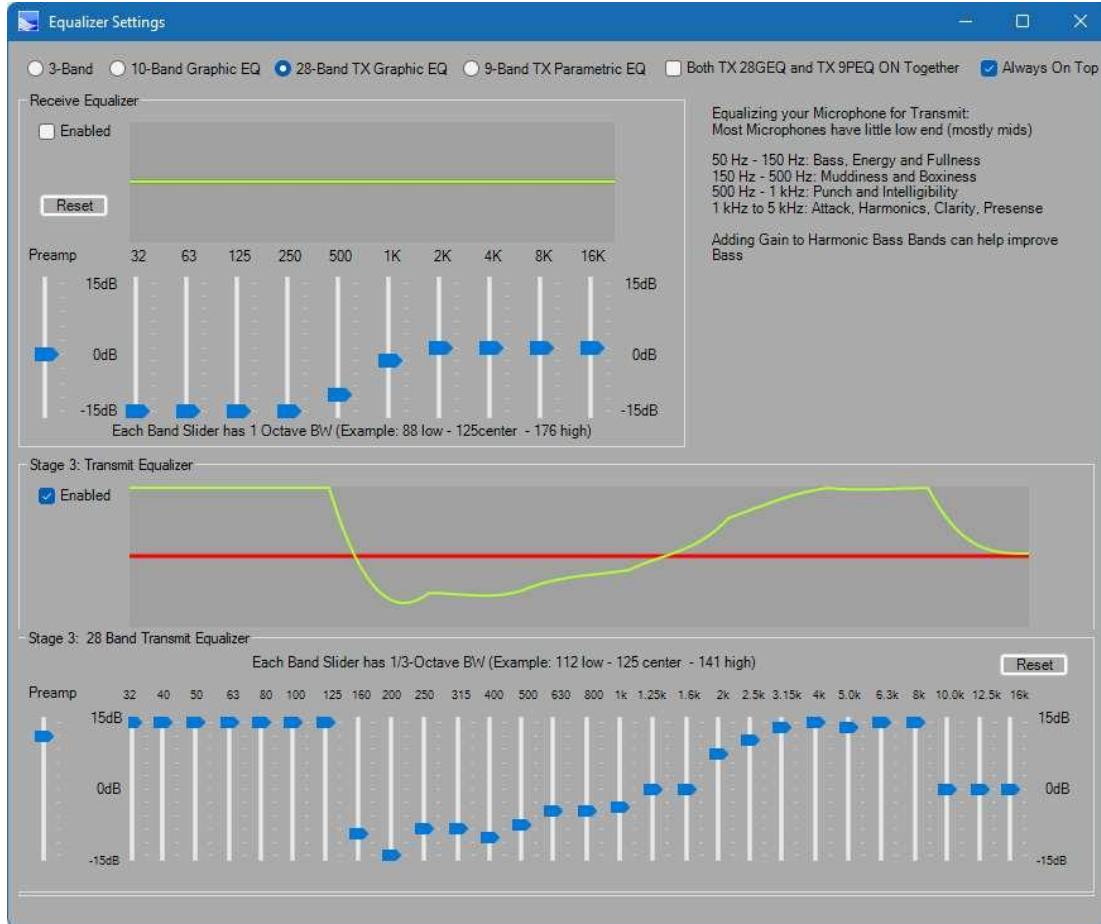 Equalizer Settings
3-Band 10-Band Graphic EQ 28-Band TX Graphic EQ 9-Band TX Parametric EQ Both TX 28GEQ and TX 9PEQ ON Together Always On Top
Receive Equalizer
Enabled
Reset
Preamp 32 63 125 250 500 1K 2K 4K 8K 16K
15dB 15dB
0dB 0dB
-15dB -15dB
Each Band Slider has 1 Octave BW (Example: 88 low - 125center - 176 high)
Equalizing your Microphone for Transmit:
Most Microphones have little low end (mostly mids)
50 Hz - 150 Hz: Bass, Energy and Fullness
150 Hz - 500 Hz: Muddiness and Boxiness
500 Hz - 1 kHz: Punch and Intelligibility
1 kHz to 5 kHz: Attack, Harmonics, Clarity, Presense
Adding Gain to Harmonic Bass Bands can help improve
Bass
Stage 3: Transmit Equalizer
Enabled
Stage 3: 28 Band Transmit Equalizer
Each Band Slider has 1/3-Octave BW (Example: 112 low - 125 center - 141 high)
Reset
Preamp 32 40 50 63 80 100 125 160 200 250 315 400 500 630 800 1k 1.25k 1.6k 2k 2.5k 3.15k 4k 5.0k 6.3k 8k 10.0k 12.5k 16k
15dB 15dB
0dB 0dB
-15dB -15dB